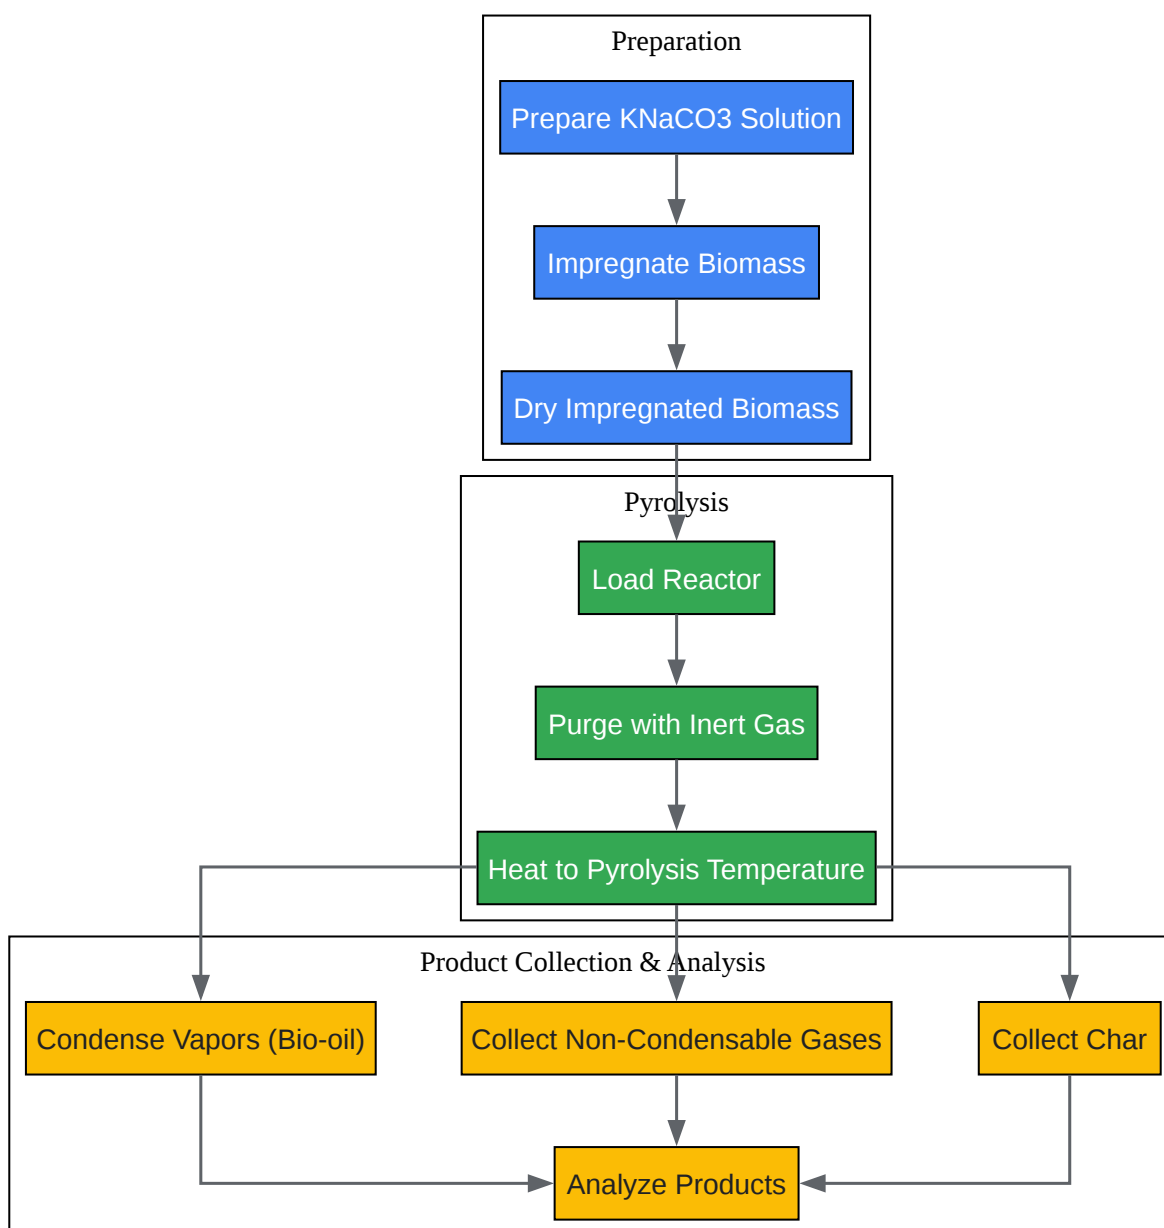 Preparation
Prepare KNaCO3 Solution
Impregnate Biomass
Dry Impregnated Biomass
Pyrolysis
Load Reactor
Purge with Inert Gas
Heat to Pyrolysis Temperature
Product Collection & Analysis
Condense Vapors (Bio-oil)
Collect Non-Condensable Gases
Collect Char
Analyze Products